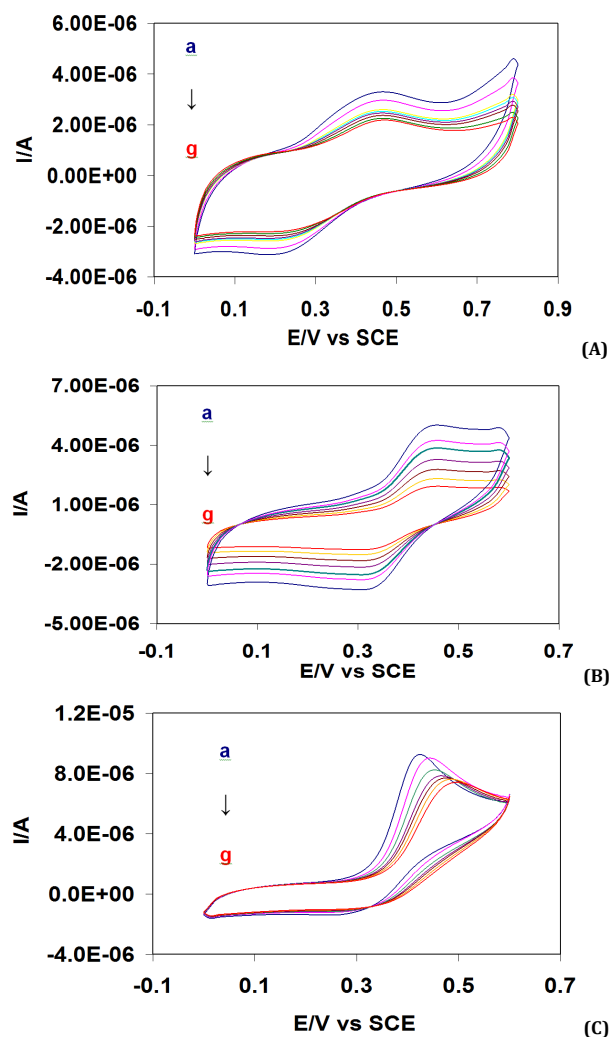 6.00E-06
4.00E-06
2.00E-06
0.00E+00
-2.00E-06
-4.00E-06
I/A
a
↓
g
-0.1 0.1 0.3 0.5 0.7 0.9
E/V vs SCE
(A)
7.00E-06
4.00E-06
1.00E-06
-2.00E-06
-5.00E-06
I/A
a
↓
g
-0.1 0.1 0.3 0.5 0.7
E/V vs SCE
(B)
1.2E-05
8.0E-06
4.0E-06
0.0E+00
-4.0E-06
I/A
a
↓
g
-0.1 0.1 0.3 0.5 0.7
E/V vs SCE
(C)